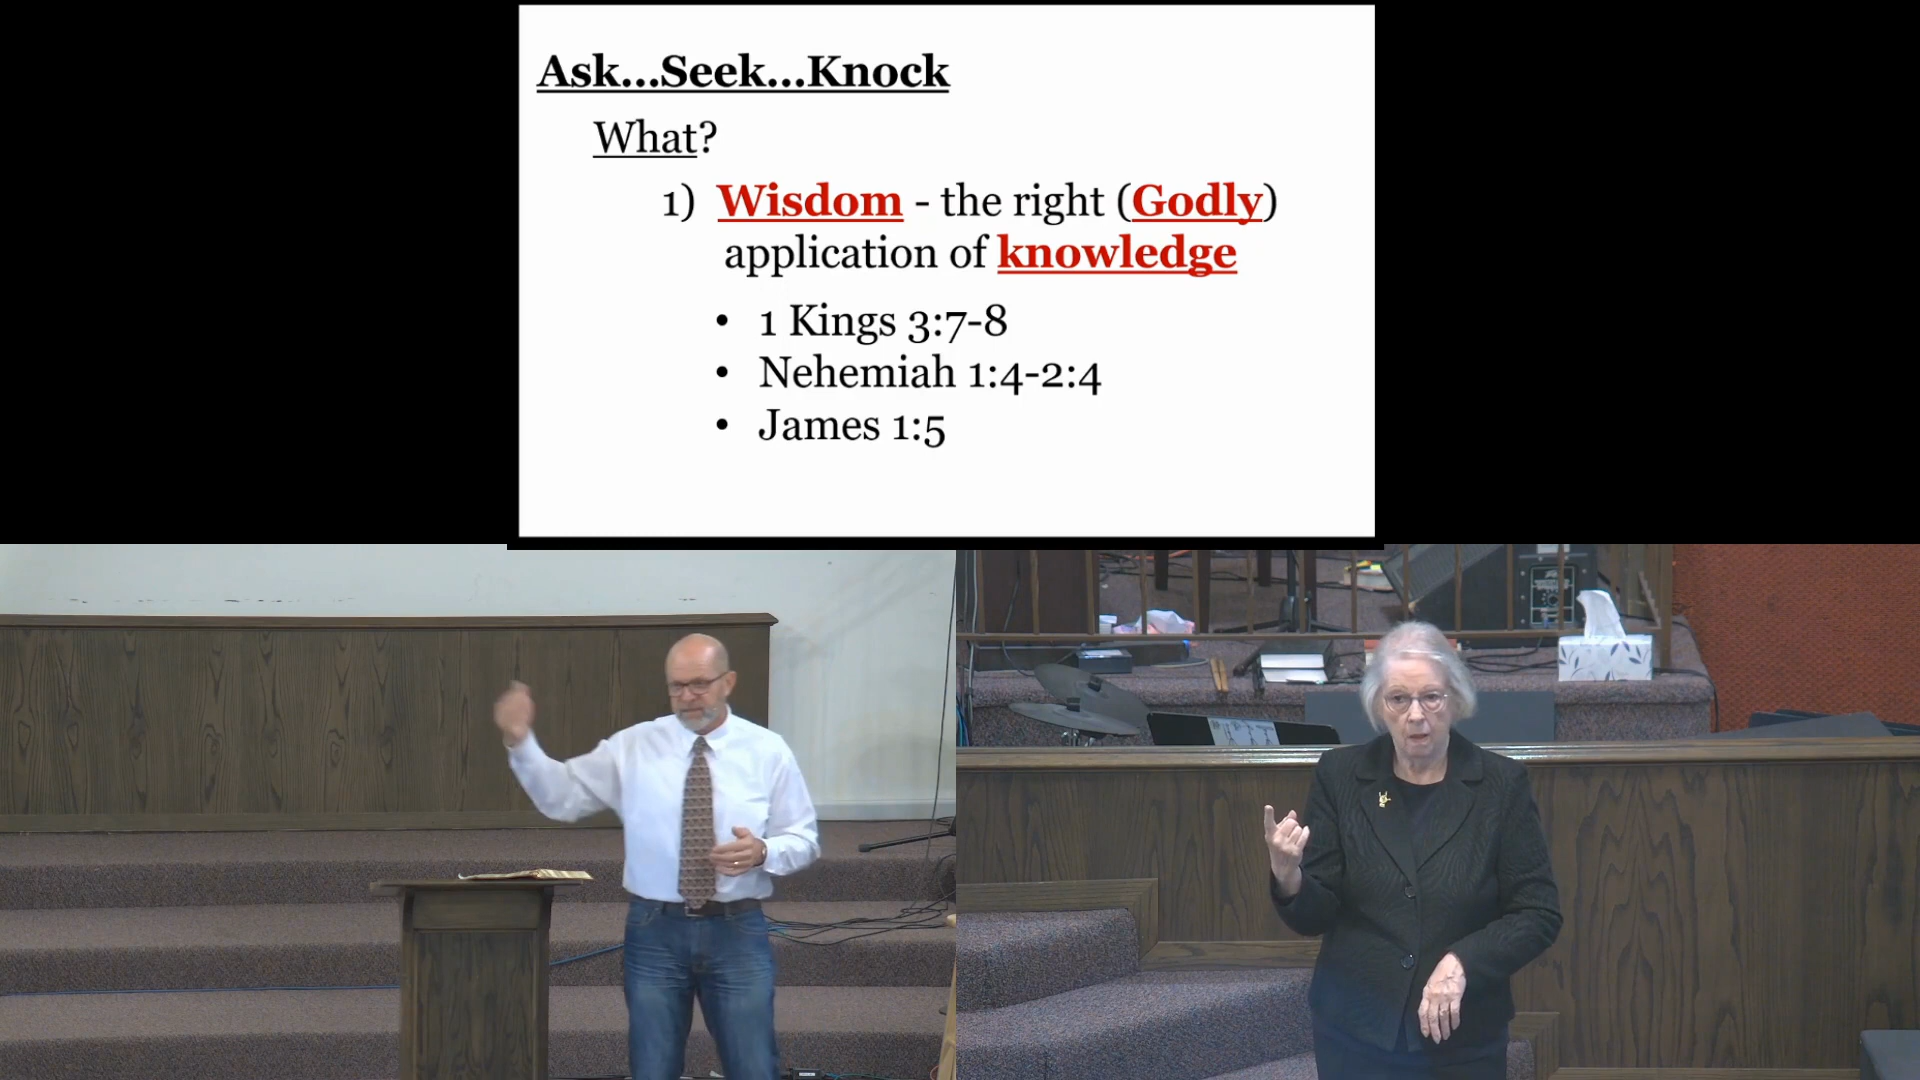 Ask...Seek...Knock
What?
1) Wisdom - the right (Godly)
application of knowledge
• 1 Kings 3:7-8
• Nehemiah 1:4-2:4
• James 1:5